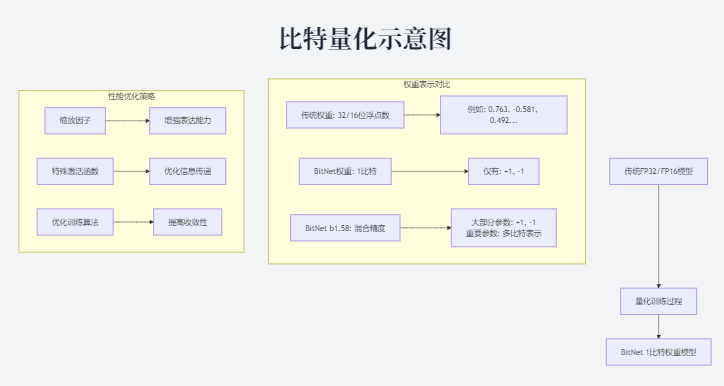 比特量化示意图
性能优化策略
缩放因子
增强表达能力
特殊激活函数
优化信息传递
优化训练算法
提高收敛性
权重表示对比
传统权重: 32/16位浮点数
例如: 0.763, -0.581,
0.492...
BitNet权重: 1比特
仅有: +1, -1
BitNet b1.58: 混合精度
大部分参数: +1, -1
重要参数: 多比特表示
传统FP32/FP16模型
量化训练过程
BitNet 1比特权重模型